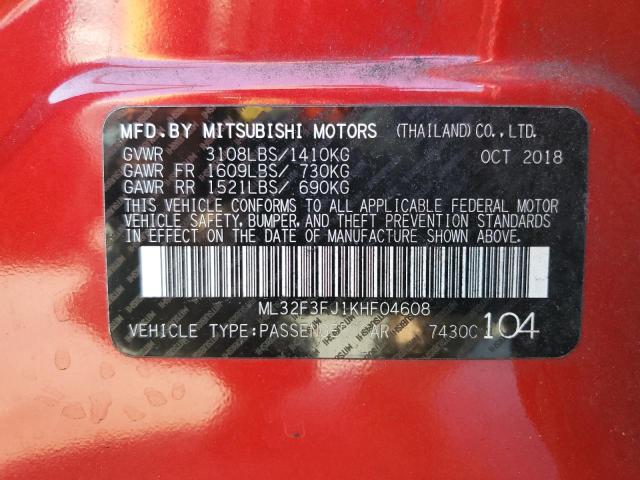 MFD.BY MITSUBISHI MOTORS (THAILAND)CO.,LTD.
GVWR 3108LBS/1410KG OCT 2018
GAWR FR 1609LBS/ 730KG
GAWR RR 1521LBS/ 690KG
THIS VEHICLE CONFORMS TO ALL APPLICABLE FEDERAL MOTOR
VEHICLE SAFETY, BUMPER, AND THEFT PREVENTION STANDARDS
IN EFFECT ON THE DATE OF MANUFACTURE SHOWN ABOVE.
ML32F3FJ1KHF04608
VEHICLE TYPE:PASSENGER CAR 7430C 104